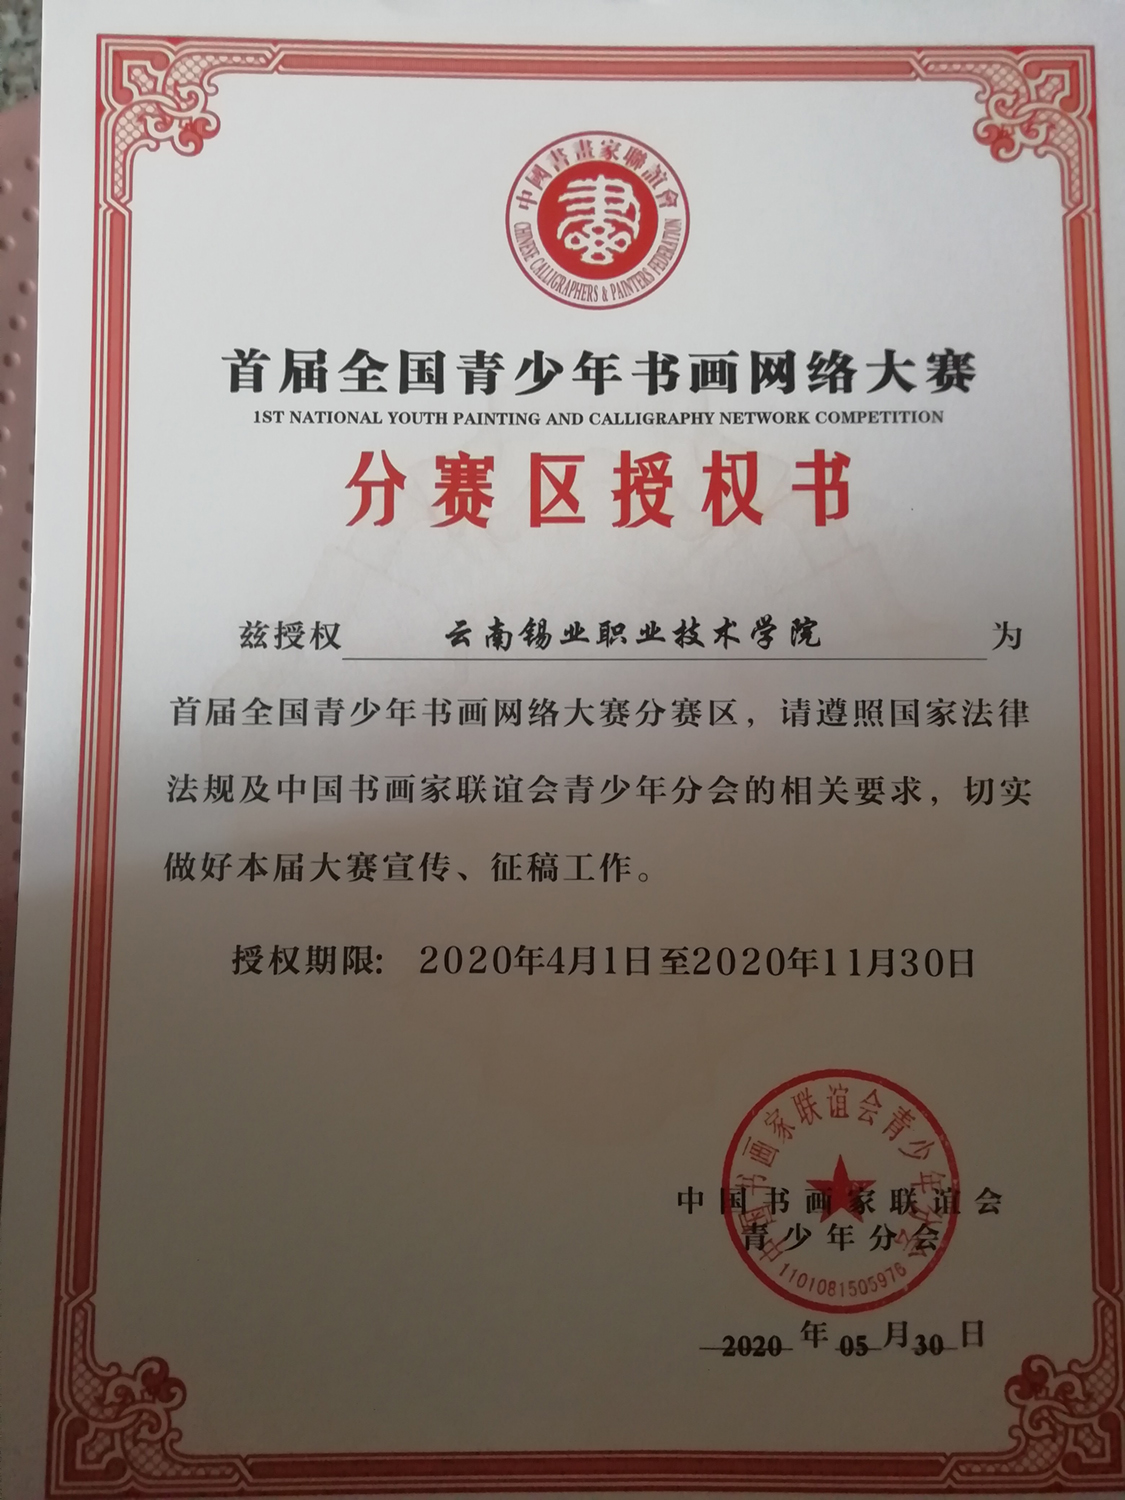 中國書畫家聯誼會
CHINESE CALLIGRAPHERS & PAINTERS FEDERATION
首届全国青少年书画网络大赛
1ST NATIONAL YOUTH PAINTING AND CALLIGRAPHY NETWORK COMPETITION
分赛区授权书
兹授权 云南锡业职业技术学院 为
首届全国青少年书画网络大赛分赛区，请遵照国家法律
法规及中国书画家联谊会青少年分会的相关要求，切实
做好本届大赛宣传、征稿工作。
授权期限：2020年4月1日至2020年11月30日
中国书画家联谊会
青少年分会
中国书画家联谊会青少年分会
1101081505976
2020 年 05 月 30 日